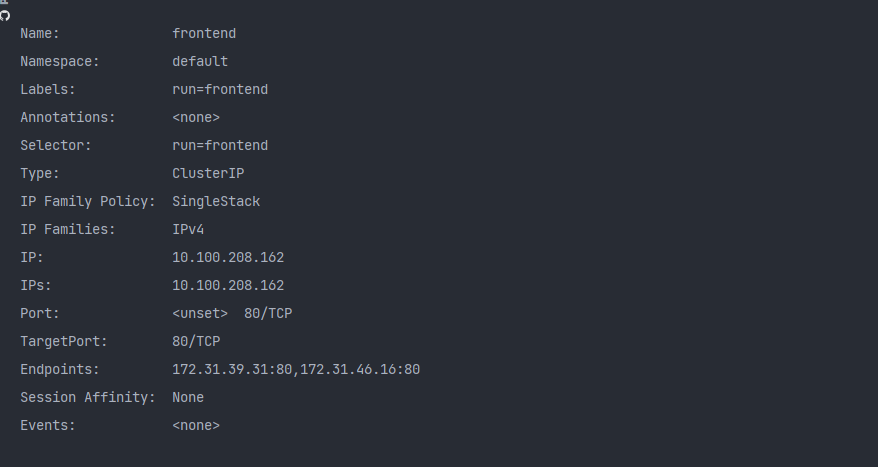 Name: frontend
Namespace: default
Labels: run=frontend
Annotations: <none>
Selector: run=frontend
Type: ClusterIP
IP Family Policy: SingleStack
IP Families: IPv4
IP: 10.100.208.162
IPs: 10.100.208.162
Port: <unset> 80/TCP
TargetPort: 80/TCP
Endpoints: 172.31.39.31:80,172.31.46.16:80
Session Affinity: None
Events: <none>